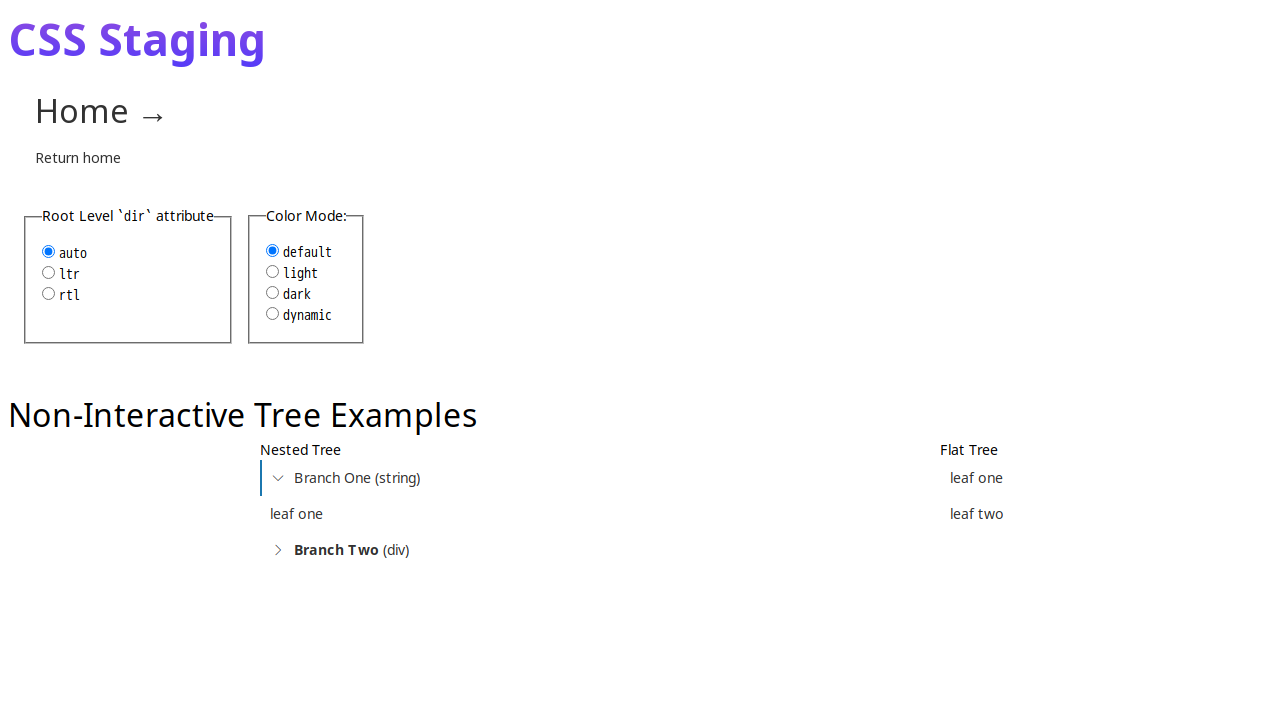 CSS Staging
Home →
Return home
Root Level `dir` attribute
auto
ltr
rtl
Color Mode:
default
light
dark
dynamic
Non-Interactive Tree Examples
Nested Tree
Branch One (string)
leaf one
Branch Two (div)
Flat Tree
leaf one
leaf two